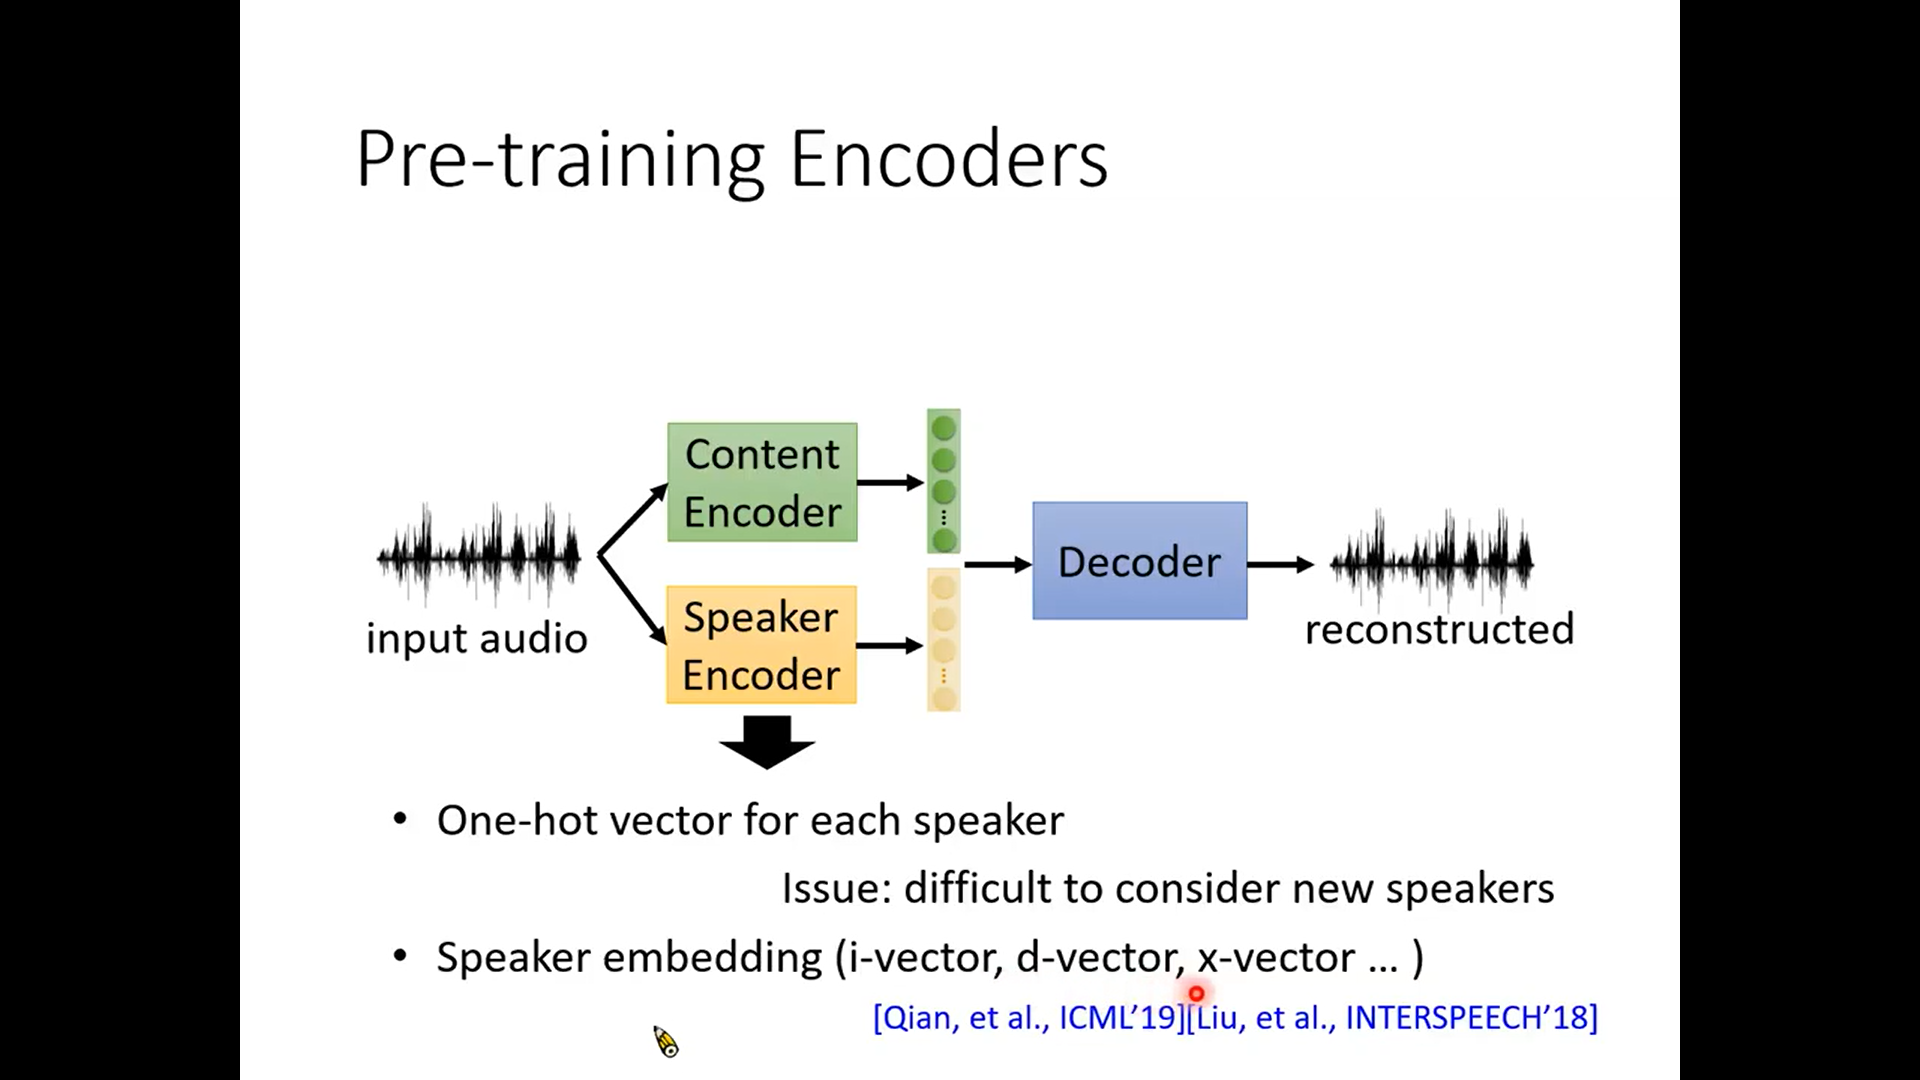 Pre-training Encoders
Content
Encoder
Speaker
Encoder
Decoder
input audio
reconstructed
• One-hot vector for each speaker
Issue: difficult to consider new speakers
• Speaker embedding (i-vector, d-vector, x-vector … )
[Qian, et al., ICML’19][Liu, et al., INTERSPEECH’18]